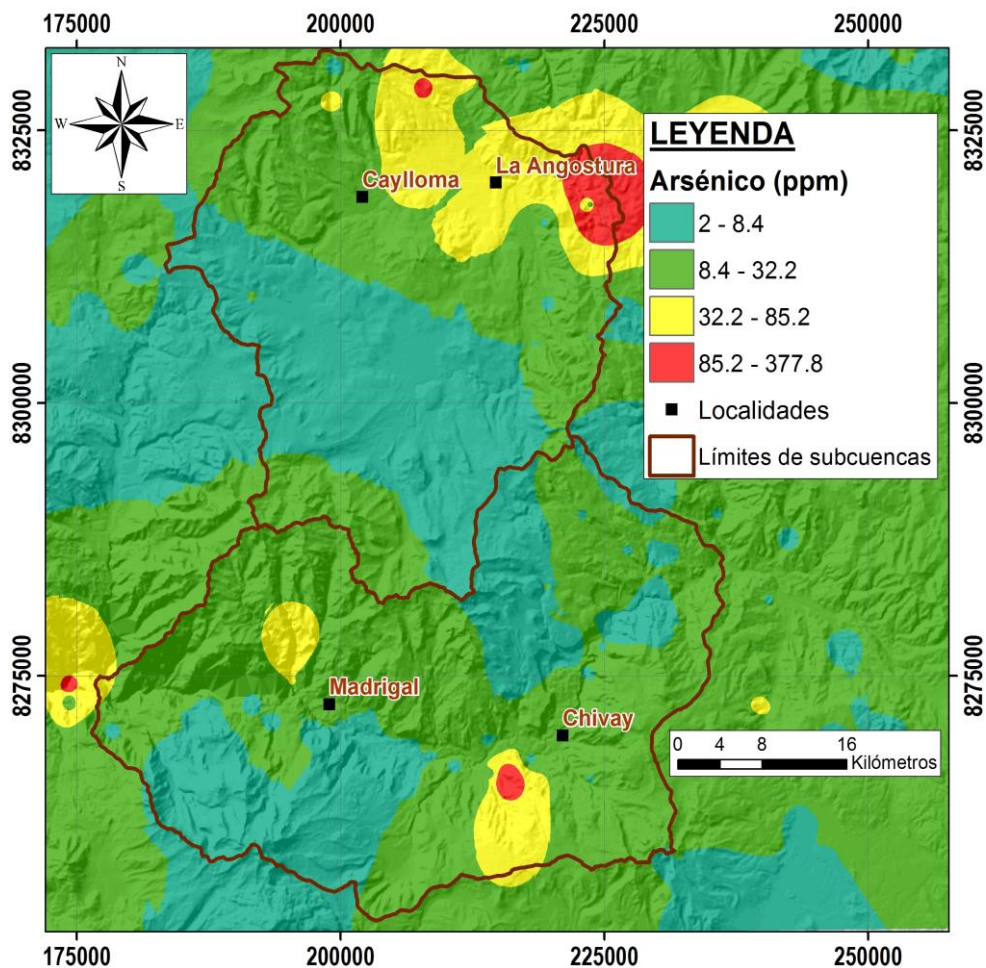 175000 200000 225000 250000
N
W E
S
8325000
8325000
LEYENDA
Arsénico (ppm)
2 - 8.4
8.4 - 32.2
32.2 - 85.2
85.2 - 377.8
Localidades
Límites de subcuencas
La Angostura
Caylloma
8300000
8300000
8275000
8275000
Madrigal
Chivay
0 4 8 16
Kilómetros
175000 200000 225000 250000